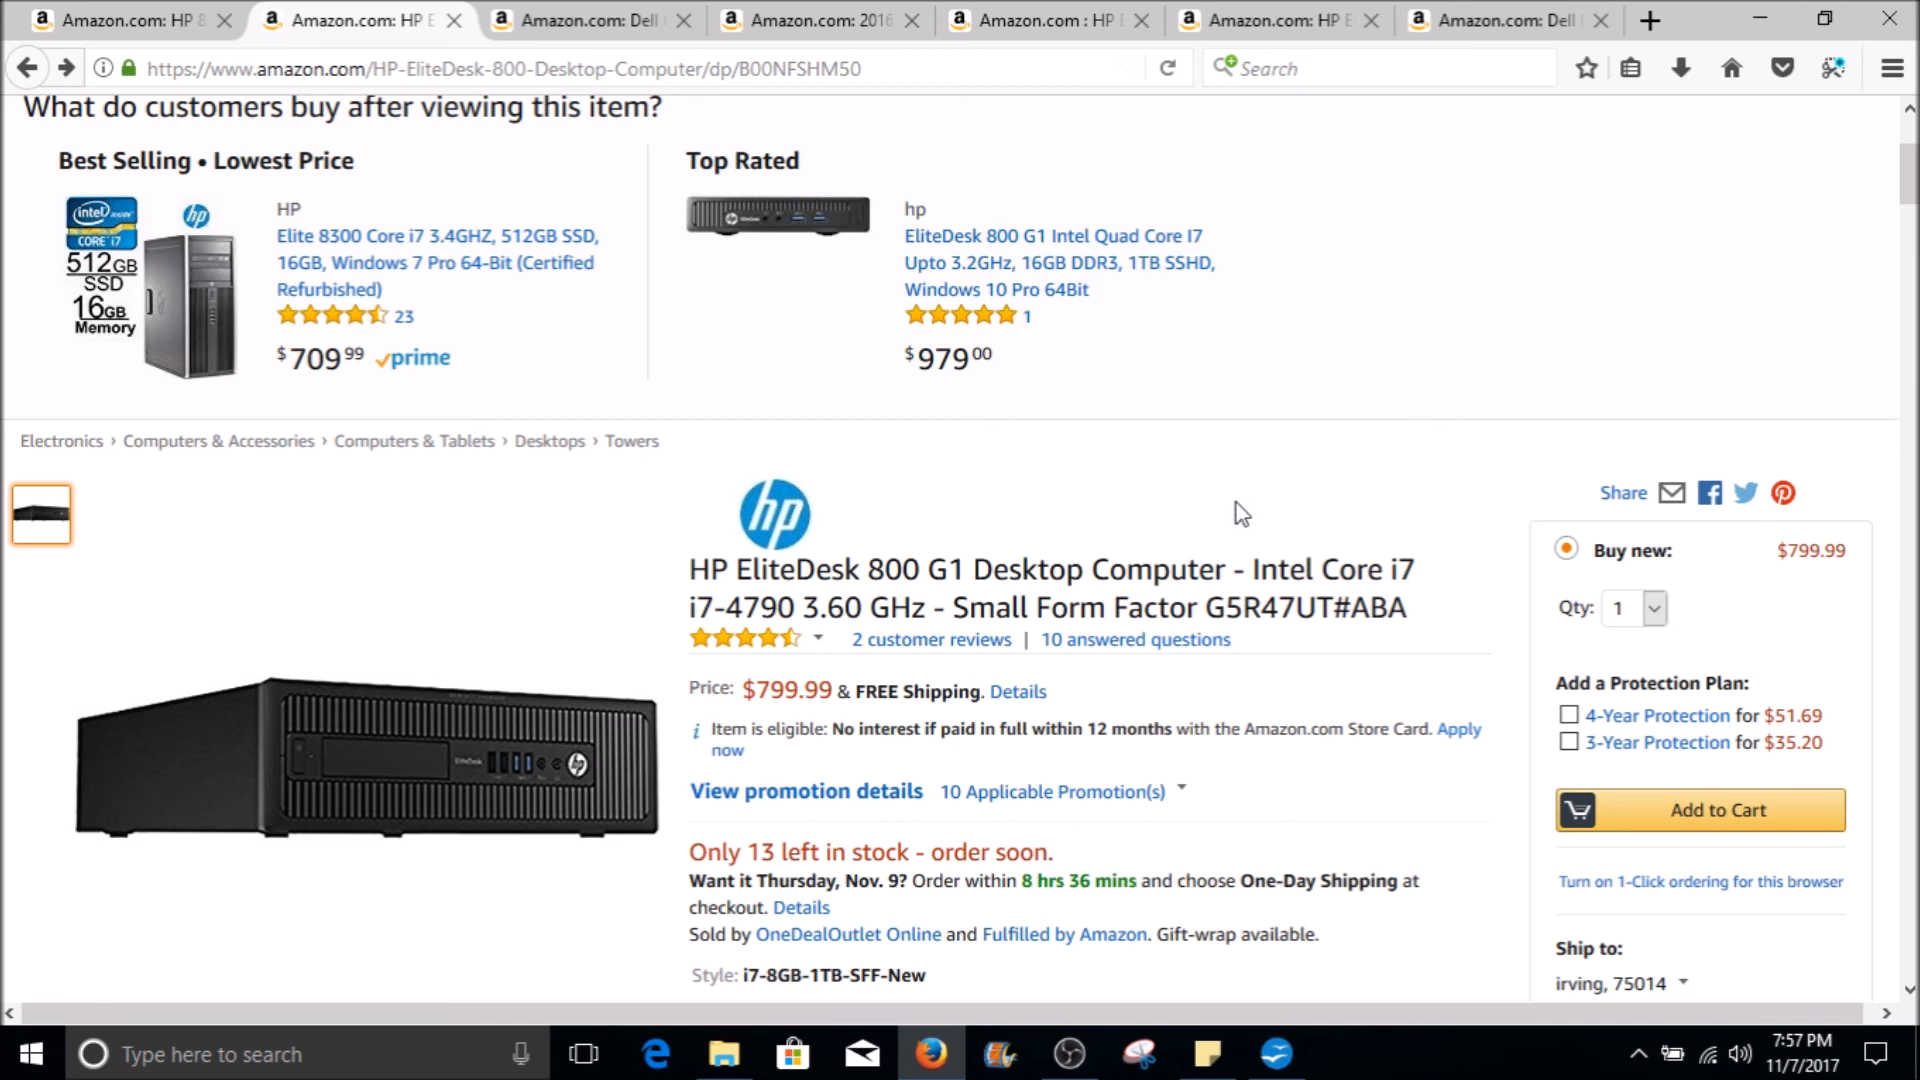 Amazon.com: HP 8
Amazon.com: HP E
Amazon.com: Dell
Amazon.com: 2016
Amazon.com : HP E
Amazon.com: HP E
Amazon.com: Dell
https://www.amazon.com/HP-EliteDesk-800-Desktop-Computer/dp/B00NFSHM50
Search
What do customers buy after viewing this item?
Best Selling • Lowest Price
intel inside
CORE i7
512GB
SSD
16GB
Memory
hp
HP
Elite 8300 Core i7 3.4GHZ, 512GB SSD,
16GB, Windows 7 Pro 64-Bit (Certified
Refurbished)
23
$709 99 prime
Top Rated
hp
EliteDesk 800 G1 Intel Quad Core I7
Upto 3.2GHz, 16GB DDR3, 1TB SSHD,
Windows 10 Pro 64Bit
1
$979 00
Electronics › Computers & Accessories › Computers & Tablets › Desktops › Towers
hp
HP EliteDesk 800 G1 Desktop Computer - Intel Core i7
i7-4790 3.60 GHz - Small Form Factor G5R47UT#ABA
2 customer reviews | 10 answered questions
Price: $799.99 & FREE Shipping. Details
Item is eligible: No interest if paid in full within 12 months with the Amazon.com Store Card. Apply
now
View promotion details 10 Applicable Promotion(s)
Only 13 left in stock - order soon.
Want it Thursday, Nov. 9? Order within 8 hrs 36 mins and choose One-Day Shipping at
checkout. Details
Sold by OneDealOutlet Online and Fulfilled by Amazon. Gift-wrap available.
Style: i7-8GB-1TB-SFF-New
EliteDesk
hp
Share
Buy new: $799.99
Qty: 1
Add a Protection Plan:
4-Year Protection for $51.69
3-Year Protection for $35.20
Add to Cart
Turn on 1-Click ordering for this browser
Ship to:
irving, 75014
Type here to search
7:57 PM
11/7/2017